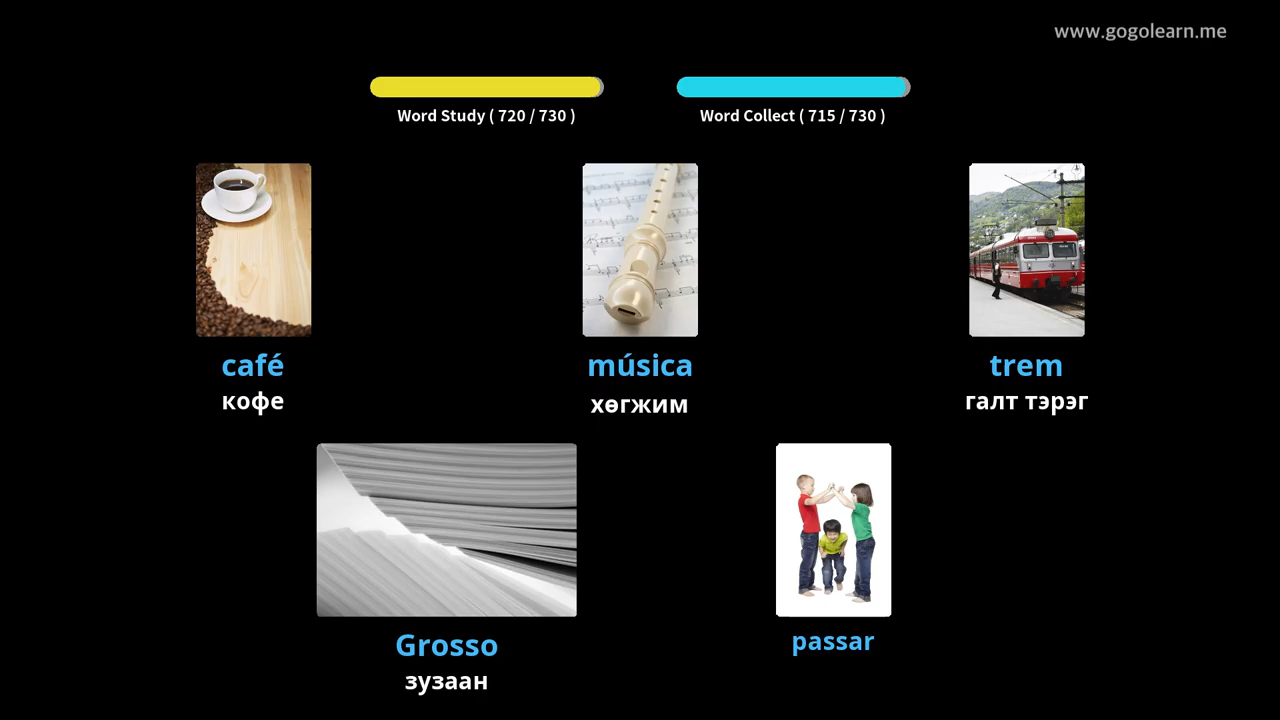 www.gogolearn.me
Word Study ( 720 / 730 )
Word Collect ( 715 / 730 )
café
кофе
música
хөгжим
trem
галт тэрэг
Grosso
зузаан
passar